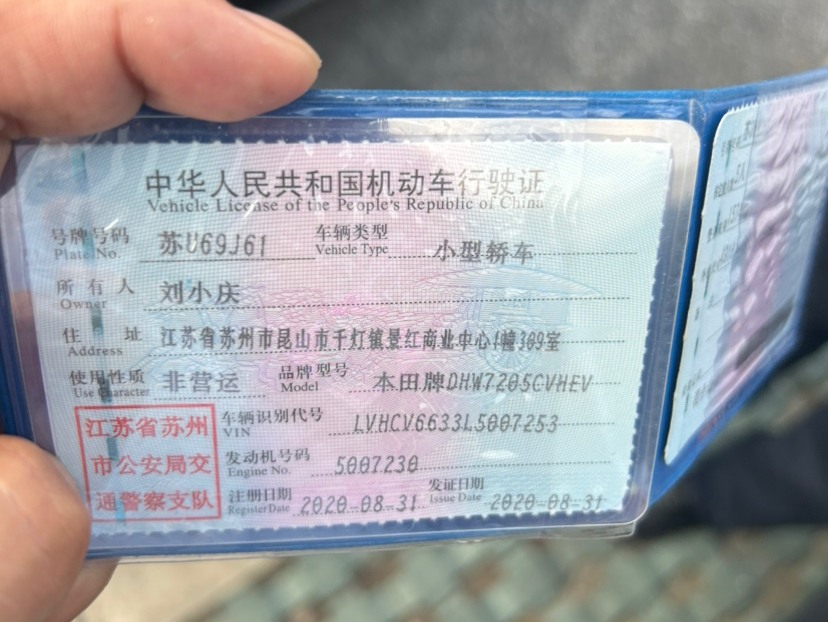 中华人民共和国机动车行驶证
Vehicle License of the People's Republic of China
号牌号码 苏U69J61 车辆类型 小型轿车
Plate No. Vehicle Type
所有人 刘小庆
Owner
住址 江苏省苏州市昆山市千灯镇景红商业中心1幢309室
Address
使用性质 非营运 品牌型号 本田牌DHW7205CVHEV
Use Character Model
江苏省苏州
市公安局交
通警察支队
车辆识别代号 LVHCV6633L5007253
VIN
发动机号码 5007230
Engine No.
注册日期 2020-08-31 发证日期 2020-08-31
Register Date Issue Date